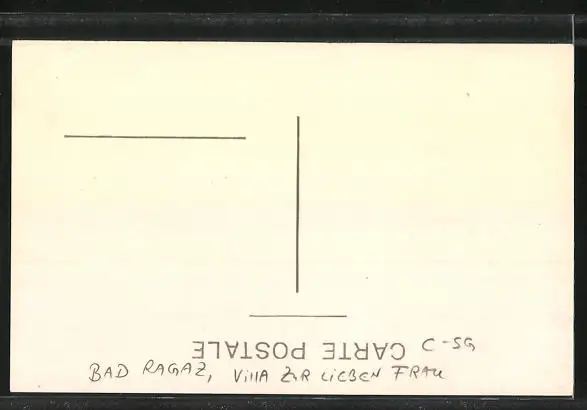 CARTE POSTALE C-SG
BAD RAGAZ, VillA ZuR LiEBEN FRAu